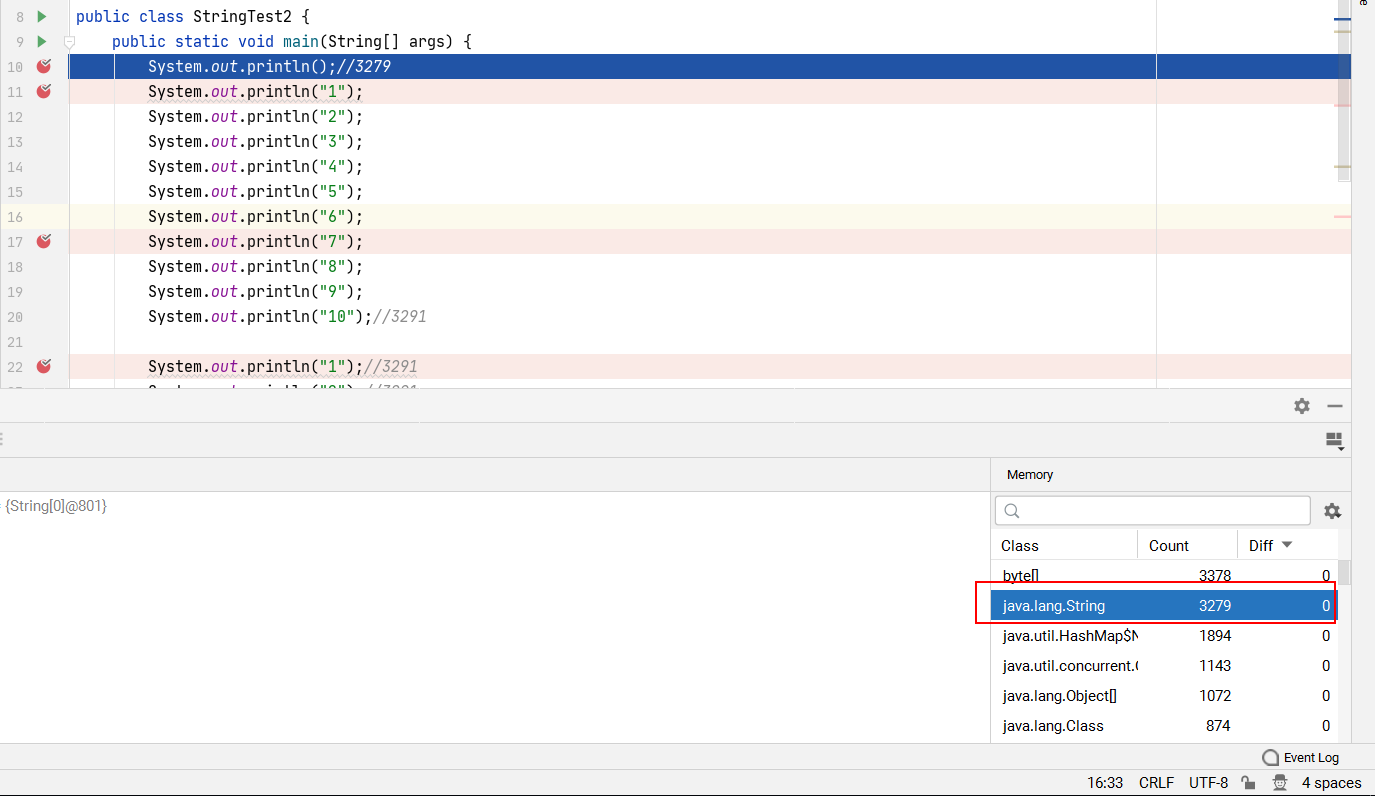 8 public class StringTest2 {
9 public static void main(String[] args) {
10 System.out.println();//3279
11 System.out.println("1");
12 System.out.println("2");
13 System.out.println("3");
14 System.out.println("4");
15 System.out.println("5");
16 System.out.println("6");
17 System.out.println("7");
18 System.out.println("8");
19 System.out.println("9");
20 System.out.println("10");//3291
21
22 System.out.println("1");//3291
Memory
{String[0]@801}
Class Count Diff
byte[] 3378 0
java.lang.String 3279 0
java.util.HashMap$N 1894 0
java.util.concurrent.C 1143 0
java.lang.Object[] 1072 0
java.lang.Class 874 0
Event Log
16:33 CRLF UTF-8 4 spaces